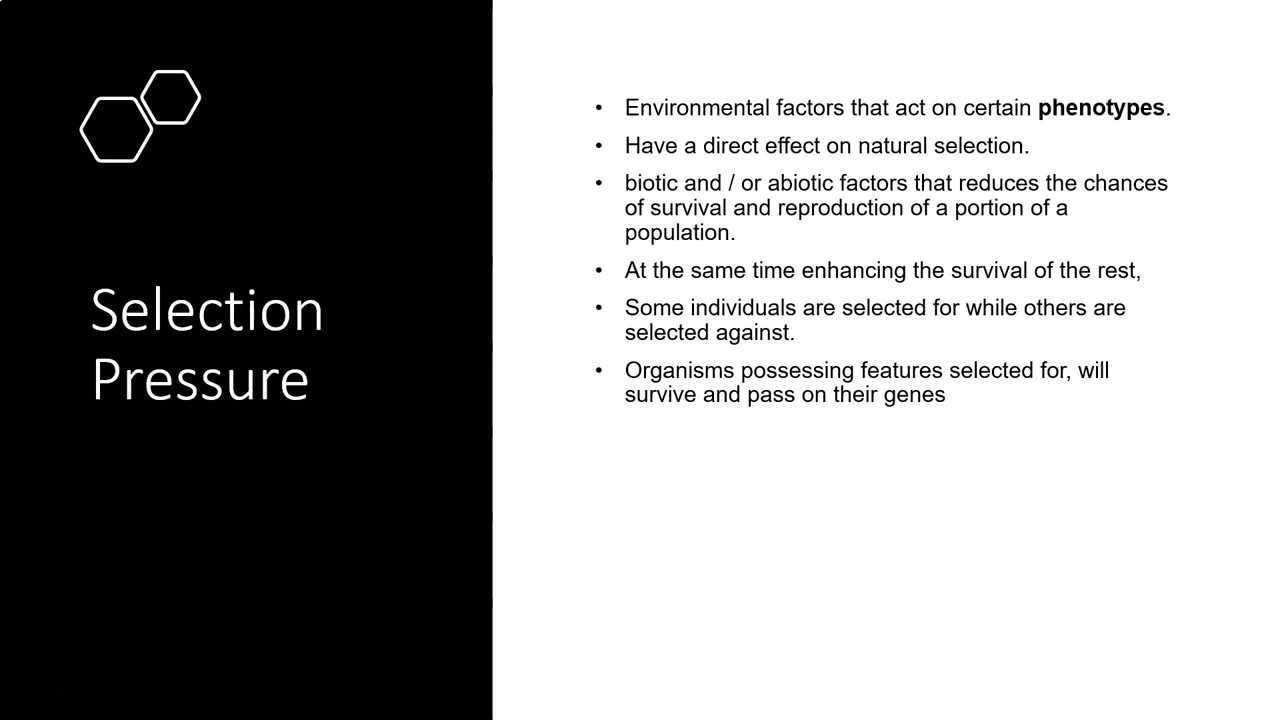 Selection
Pressure
• Environmental factors that act on certain phenotypes.
• Have a direct effect on natural selection.
• biotic and / or abiotic factors that reduces the chances
of survival and reproduction of a portion of a
population.
• At the same time enhancing the survival of the rest,
• Some individuals are selected for while others are
selected against.
• Organisms possessing features selected for, will
survive and pass on their genes